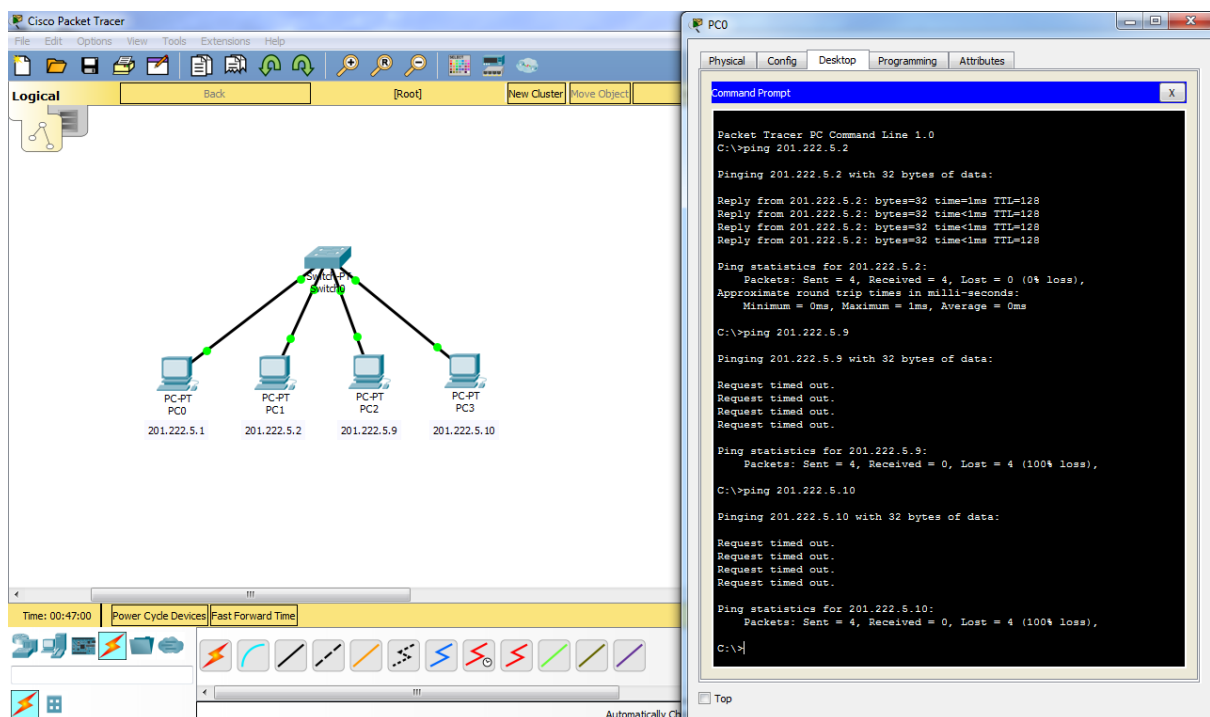 Cisco Packet Tracer
File Edit Options View Tools Extensions Help
Logical
Back
[Root]
New Cluster
Move Object
Switch-PT
Switch0
PC-PT
PC0
201.222.5.1
PC-PT
PC1
201.222.5.2
PC-PT
PC2
201.222.5.9
PC-PT
PC3
201.222.5.10
Time: 00:47:00
Power Cycle Devices
Fast Forward Time
PC0
Physical
Config
Desktop
Programming
Attributes
Command Prompt
X
Packet Tracer PC Command Line 1.0
C:\>ping 201.222.5.2
Pinging 201.222.5.2 with 32 bytes of data:
Reply from 201.222.5.2: bytes=32 time=1ms TTL=128
Reply from 201.222.5.2: bytes=32 time<1ms TTL=128
Reply from 201.222.5.2: bytes=32 time<1ms TTL=128
Reply from 201.222.5.2: bytes=32 time<1ms TTL=128
Ping statistics for 201.222.5.2:
Packets: Sent = 4, Received = 4, Lost = 0 (0% loss),
Approximate round trip times in milli-seconds:
Minimum = 0ms, Maximum = 1ms, Average = 0ms
C:\>ping 201.222.5.9
Pinging 201.222.5.9 with 32 bytes of data:
Request timed out.
Request timed out.
Request timed out.
Request timed out.
Ping statistics for 201.222.5.9:
Packets: Sent = 4, Received = 0, Lost = 4 (100% loss),
C:\>ping 201.222.5.10
Pinging 201.222.5.10 with 32 bytes of data:
Request timed out.
Request timed out.
Request timed out.
Request timed out.
Ping statistics for 201.222.5.10:
Packets: Sent = 4, Received = 0, Lost = 4 (100% loss),
C:\>
Top